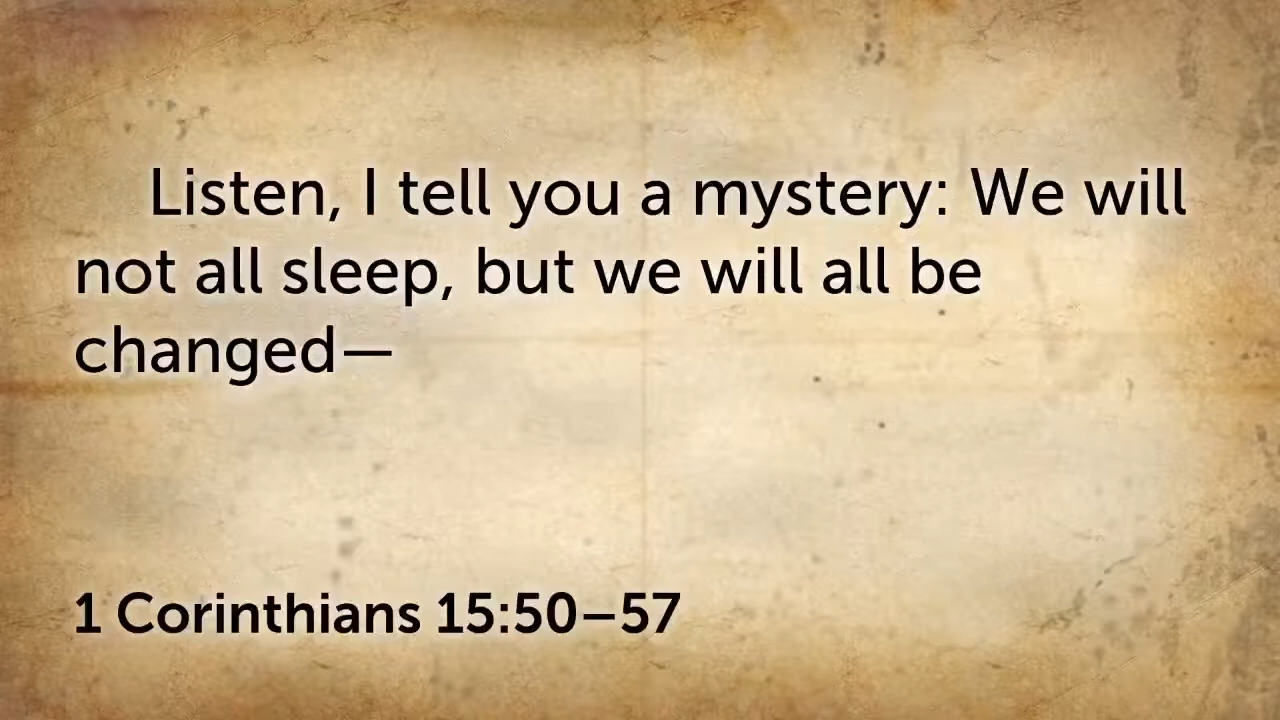 Listen, I tell you a mystery: We will
not all sleep, but we will all be
changed—
1 Corinthians 15:50–57